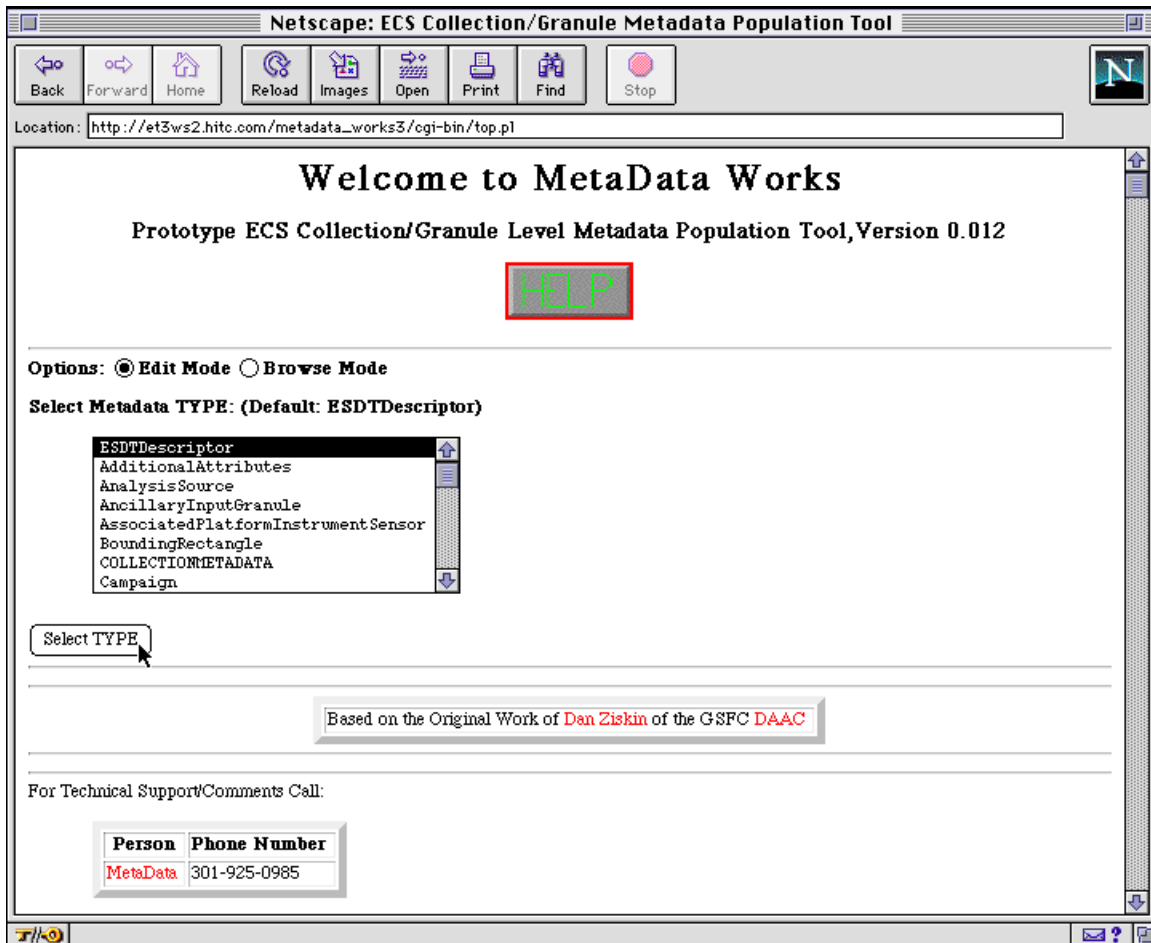 Netscape: ECS Collection/Granule Metadata Population Tool
Back Forward Home Reload Images Open Print Find Stop
N
Location: http://et3ws2.hitc.com/metadata_works3/cgi-bin/top.pl
Welcome to MetaData Works
Prototype ECS Collection/Granule Level Metadata Population Tool,Version 0.012
HELP
Options: Edit Mode Browse Mode
Select Metadata TYPE: (Default: ESDTDescriptor)
ESDTDescriptor
AdditionalAttributes
AnalysisSource
AncillaryInputGranule
AssociatedPlatformInstrumentSensor
BoundingRectangle
COLLECTIONMETADATA
Campaign
Select TYPE
Based on the Original Work of Dan Ziskin of the GSFC DAAC
For Technical Support/Comments Call:
Person Phone Number
MetaData 301-925-0985
?